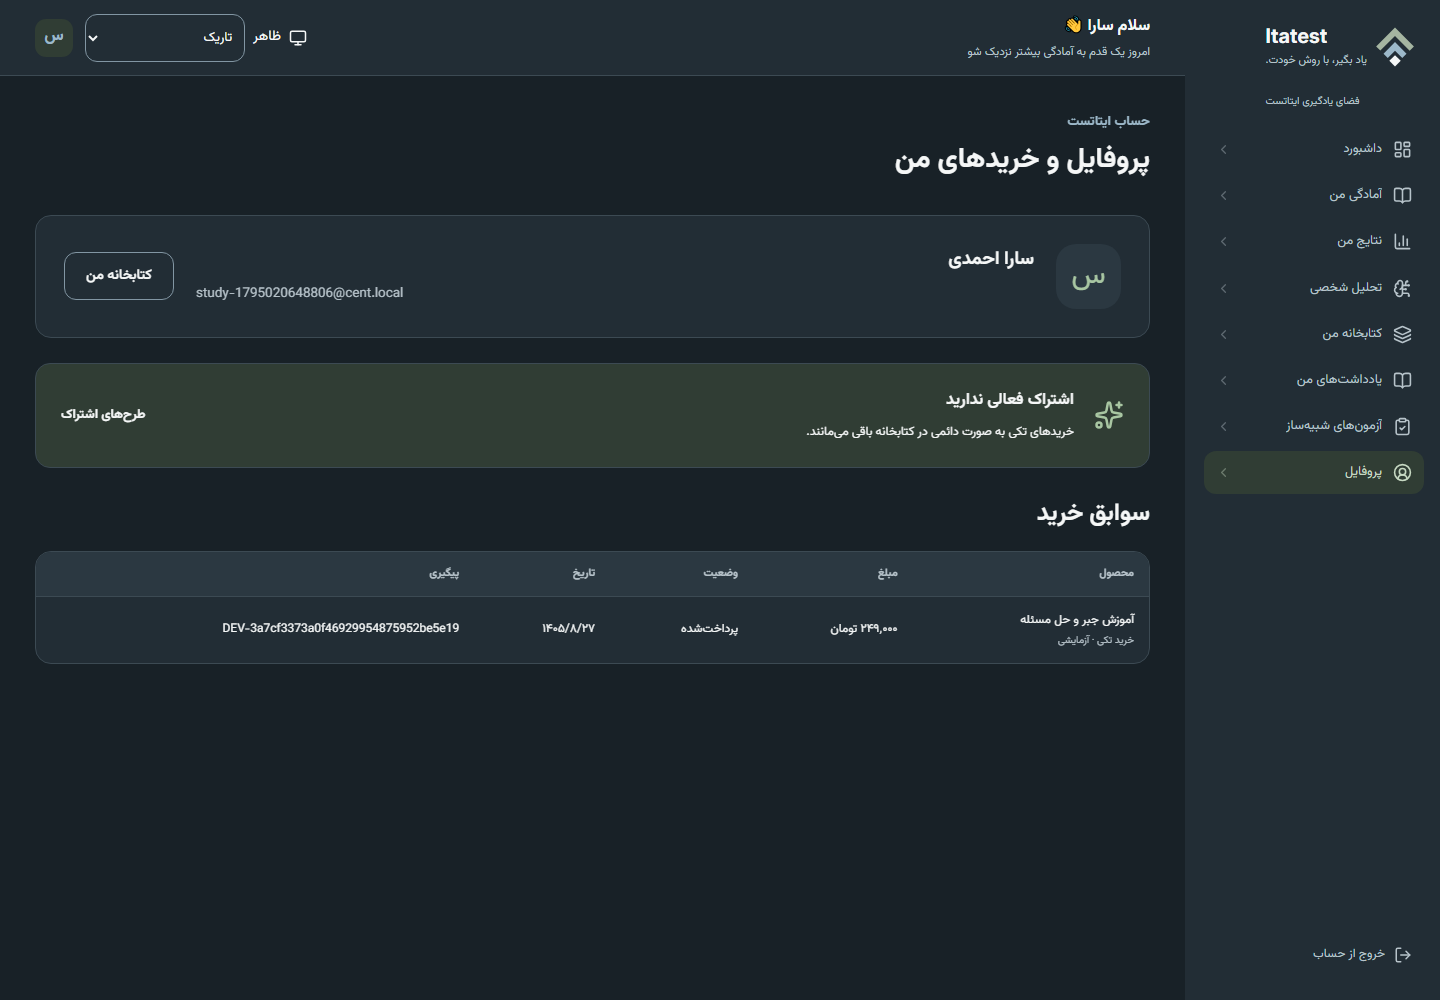 Itatest
یاد بگیر، با روش خودت.
فضای یادگیری ایتاتست
داشبورد
آمادگی من
نتایج من
تحلیل شخصی
کتابخانه من
یادداشت‌های من
آزمون‌های شبیه‌ساز
پروفایل
خروج از حساب
سلام سارا 👋
امروز یک قدم به آمادگی بیشتر نزدیک شو
ظاهر
تاریک
س
حساب ایتاتست
پروفایل و خریدهای من
س
سارا احمدی
study-1795020648806@cent.local
کتابخانه من
اشتراک فعالی ندارید
خریدهای تکی به صورت دائمی در کتابخانه باقی می‌مانند.
طرح‌های اشتراک
سوابق خرید
محصول مبلغ وضعیت تاریخ پیگیری
آموزش جبر و حل مسئله ۲۴۹,۰۰۰ تومان پرداخت‌شده ۱۴۰۵/۸/۲۷ DEV-3a7cf3373a0f46929954875952be5e19
خرید تکی · آزمایشی